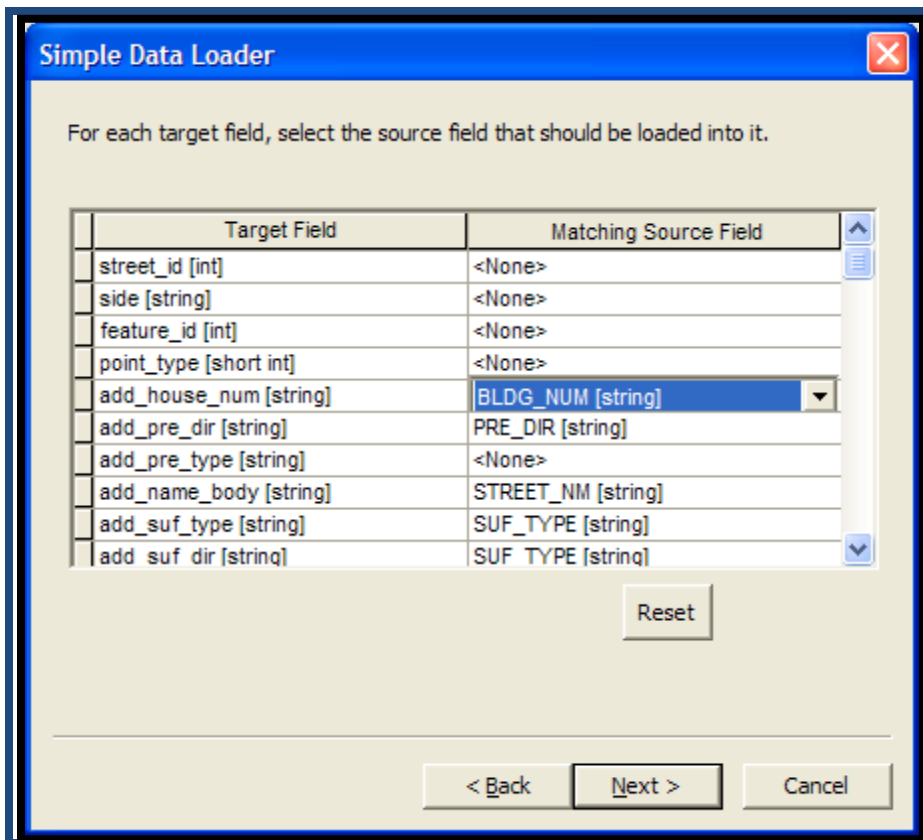 Simple Data Loader
For each target field, select the source field that should be loaded into it.
Target Field Matching Source Field
street_id [int] <None>
side [string] <None>
feature_id [int] <None>
point_type [short int] <None>
add_house_num [string] BLDG_NUM [string]
add_pre_dir [string] PRE_DIR [string]
add_pre_type [string] <None>
add_name_body [string] STREET_NM [string]
add_suf_type [string] SUF_TYPE [string]
add_suf_dir [string] SUF_TYPE [string]
Reset
< Back Next > Cancel